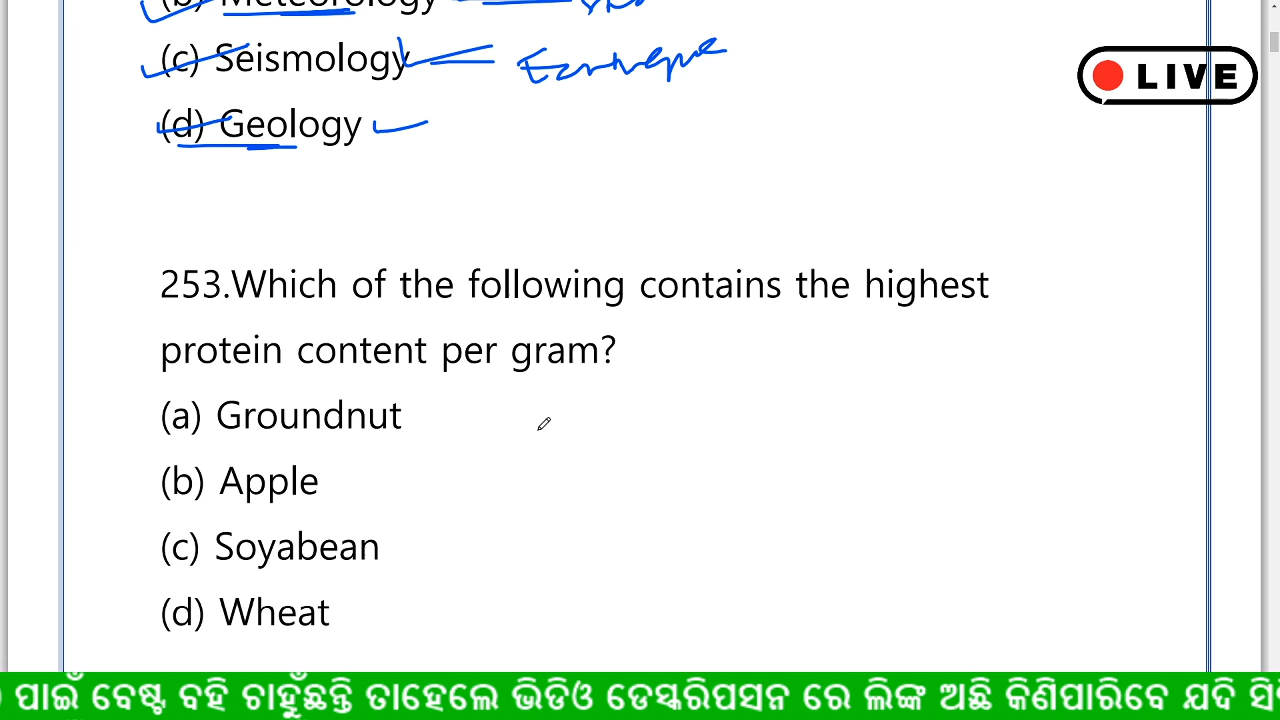 (b) Meteorology
(c) Seismology
LIVE
(d) Geology
253.Which of the following contains the highest
protein content per gram?
(a) Groundnut
(b) Apple
(c) Soyabean
(d) Wheat
ପାଇଁ ବେଷ୍ଟ ବହି ଚାହୁଁଛନ୍ତି ତାହେଲେ ଭିଡିଓ ଡେସ୍କରିପସନ ରେ ଲିଙ୍କ ଅଛି କିଣିପାରିବେ ଯଦି